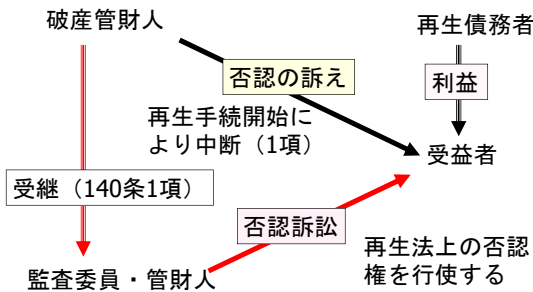 破産管財人
再生債務者
否認の訴え
利益
再生手続開始に
より中断（1項）
受益者
受継（140条1項）
否認訴訟
再生法上の否認
権を行使する
監査委員・管財人